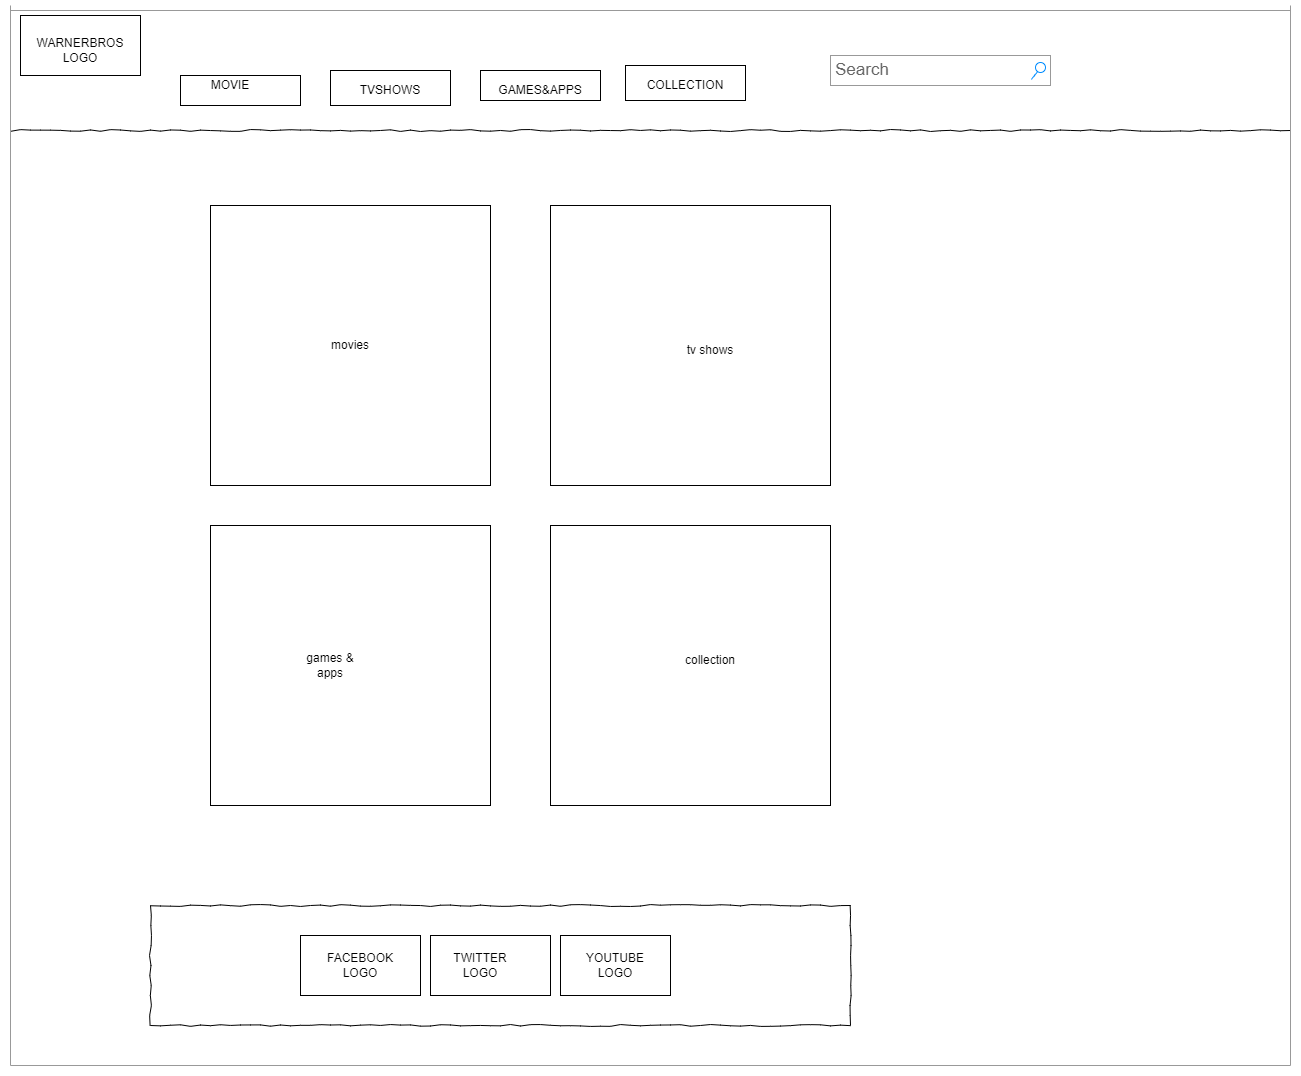 WARNERBROS
LOGO
MOVIE
TVSHOWS
GAMES&APPS
COLLECTION
Search
movies
tv shows
games &
apps
collection
FACEBOOK
LOGO
TWITTER
LOGO
YOUTUBE
LOGO